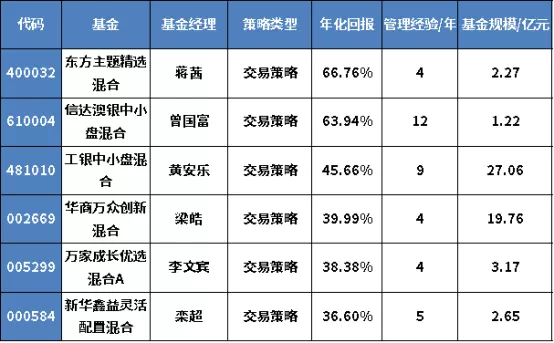 代码 基金 基金经理 策略类型 年化回报 管理经验/年 基金规模/亿元
400032 东方主题精选混合 蒋茜 交易策略 66.76% 4 2.27
610004 信达澳银中小盘混合 曾国富 交易策略 63.94% 12 1.22
481010 工银中小盘混合 黄安乐 交易策略 45.66% 9 27.06
002669 华商万众创新混合 梁皓 交易策略 39.99% 4 19.76
005299 万家成长优选混合A 李文宾 交易策略 38.38% 4 3.17
000584 新华鑫益灵活配置混合 栾超 交易策略 36.60% 5 2.65